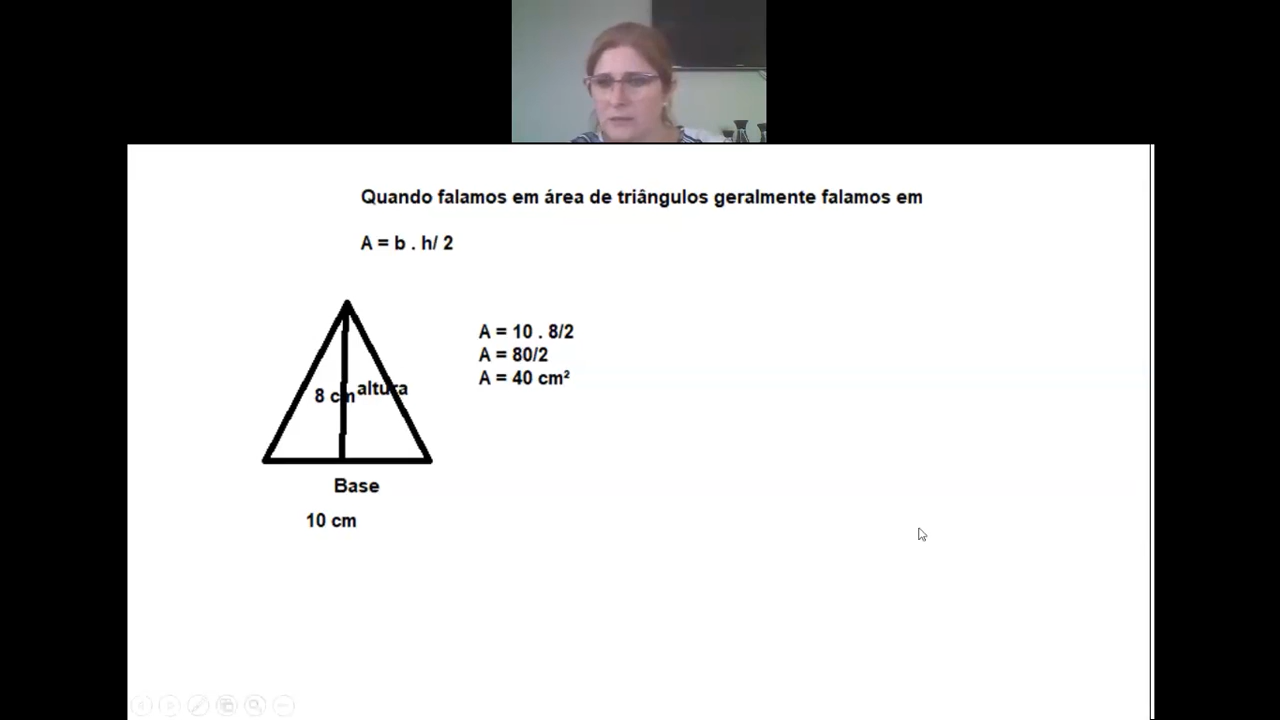 Quando falamos em área de triângulos geralmente falamos em
A = b . h/ 2
A = 10 . 8/2
A = 80/2
A = 40 cm²
8 cm
altura
Base
10 cm